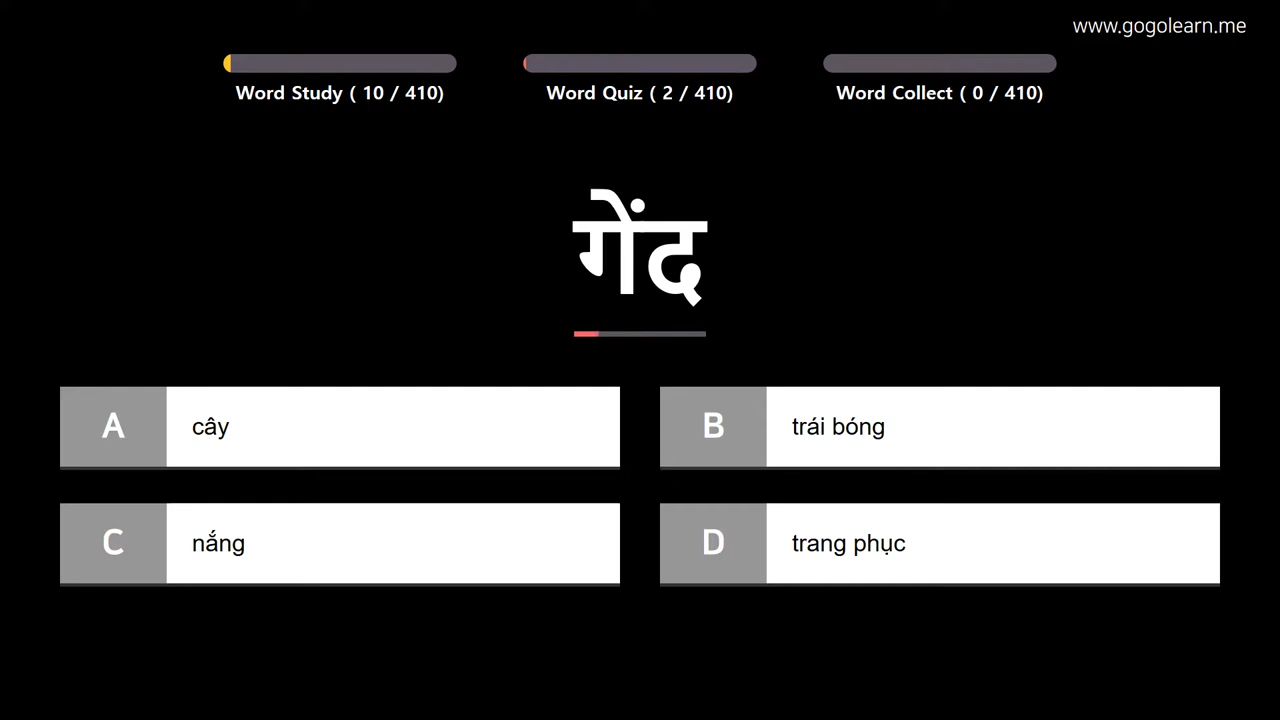 www.gogolearn.me
Word Study ( 10 / 410)
Word Quiz ( 2 / 410)
Word Collect ( 0 / 410)
गेंद
A cây
B trái bóng
C nắng
D trang phục